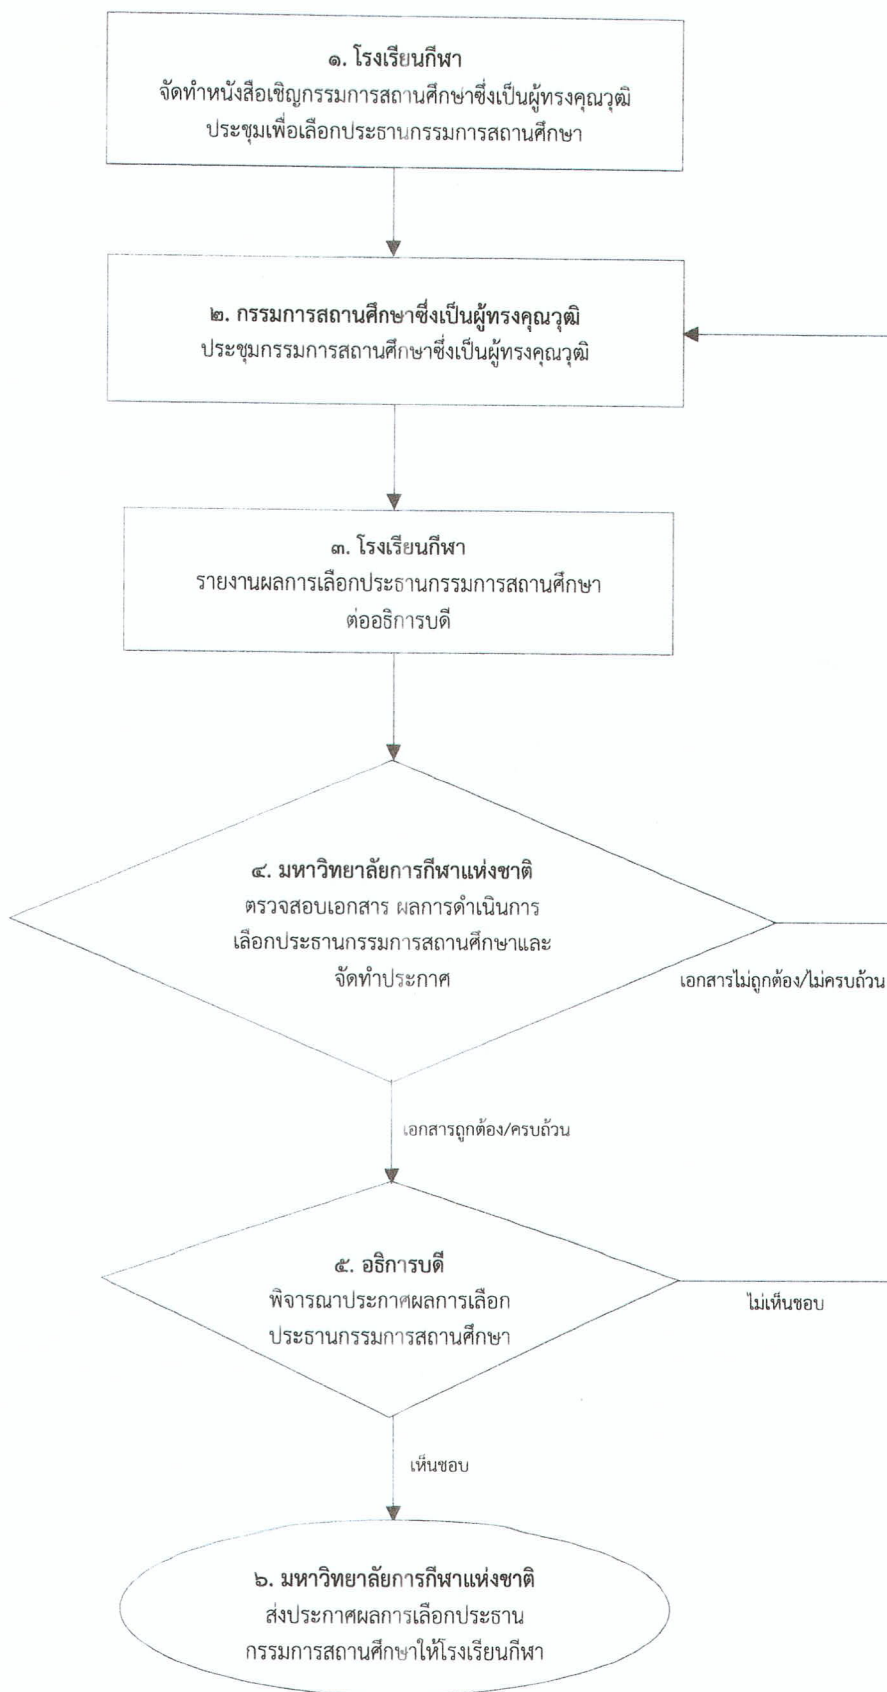 ๑. โรงเรียนกีฬา
จัดทำหนังสือเชิญกรรมการสถานศึกษาซึ่งเป็นผู้ทรงคุณวุฒิ
ประชุมเพื่อเลือกประธานกรรมการสถานศึกษา
๒. กรรมการสถานศึกษาซึ่งเป็นผู้ทรงคุณวุฒิ
ประชุมกรรมการสถานศึกษาซึ่งเป็นผู้ทรงคุณวุฒิ
๓. โรงเรียนกีฬา
รายงานผลการเลือกประธานกรรมการสถานศึกษา
ต่ออธิการบดี
๔. มหาวิทยาลัยการกีฬาแห่งชาติ
ตรวจสอบเอกสาร ผลการดำเนินการ
เลือกประธานกรรมการสถานศึกษาและ
จัดทำประกาศ
เอกสารไม่ถูกต้อง/ไม่ครบถ้วน
เอกสารถูกต้อง/ครบถ้วน
๕. อธิการบดี
พิจารณาประกาศผลการเลือก
ประธานกรรมการสถานศึกษา
ไม่เห็นชอบ
เห็นชอบ
๖. มหาวิทยาลัยการกีฬาแห่งชาติ
ส่งประกาศผลการเลือกประธาน
กรรมการสถานศึกษาให้โรงเรียนกีฬา